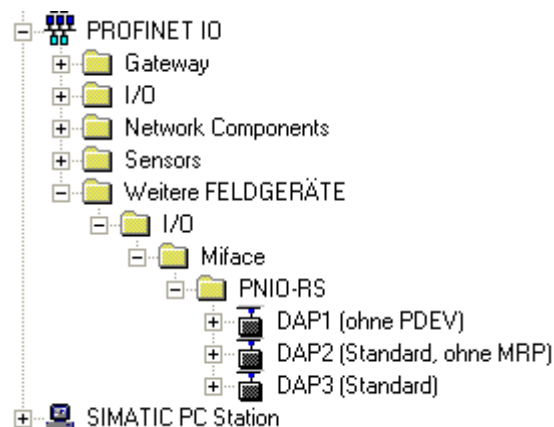 PROFINET IO
Gateway
I/O
Network Components
Sensors
Weitere FELDGERÄTE
I/O
Miface
PNIO-RS
DAP1 (ohne PDEV)
DAP2 (Standard, ohne MRP)
DAP3 (Standard)
SIMATIC PC Station